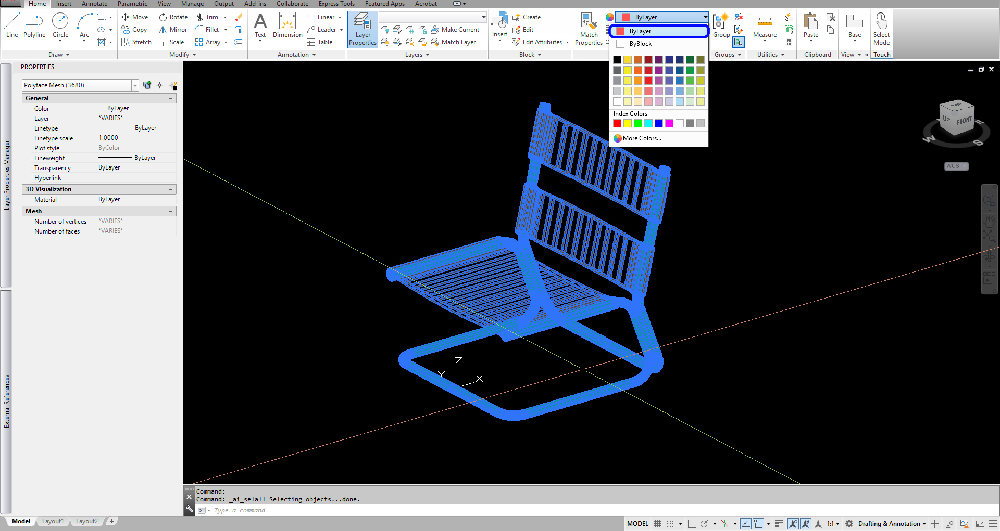 Home Insert Annotate Parametric View Manage Output Add-ins Collaborate Express Tools Featured Apps Acrobat
Line Polyline Circle Arc
Move Rotate Trim
Copy Mirror Fillet
Stretch Scale Array
Text Dimension
Linear
Leader
Table
Layer Properties
Make Current
Match Layer
Insert
Create
Edit
Edit Attributes
Match Properties
ByLayer
Group
Measure
Paste
Base
Select Mode
Draw Modify Annotation Layers Block Groups Utilities Clipboard View Touch
ByLayer
ByBlock
Index Colors
More Colors...
Layer Properties Manager
External References
PROPERTIES
Polyface Mesh (3680)
General
Color ByLayer
Layer *VARIES*
Linetype ByLayer
Linetype scale 1.0000
Plot style ByColor
Lineweight ByLayer
Transparency ByLayer
Hyperlink
3D Visualization
Material ByLayer
Mesh
Number of vertices *VARIES*
Number of faces *VARIES*
TOP
LEFT FRONT
W S E
WCS
Z
Y X
Command:
Command: _ai_selall Selecting objects...done.
Type a command
Model Layout1 Layout2 +
MODEL 1:1 Drafting & Annotation